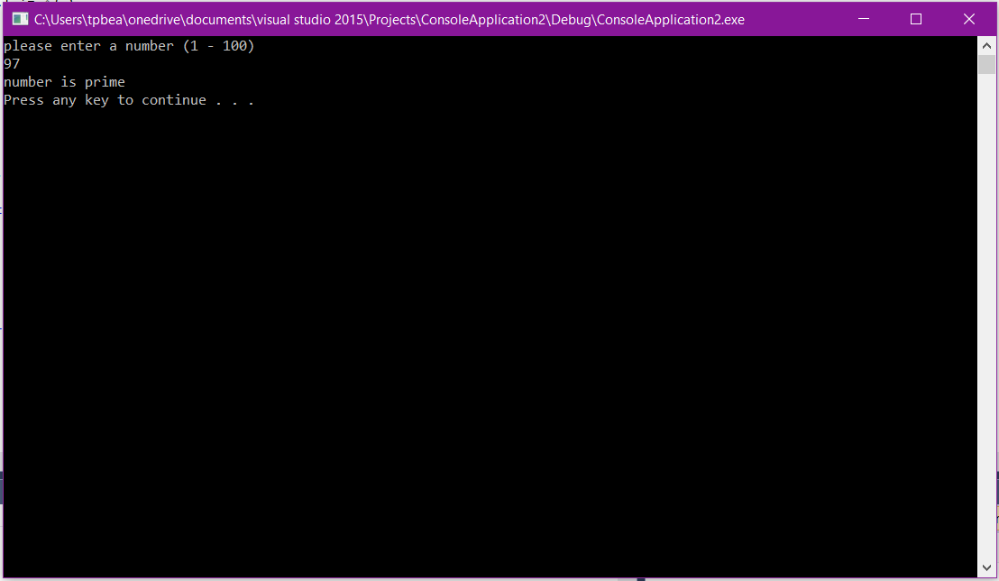 C:\Users\tpbea\onedrive\documents\visual studio 2015\Projects\ConsoleApplication2\Debug\ConsoleApplication2.exe
please enter a number (1 - 100)
97
number is prime
Press any key to continue . . .